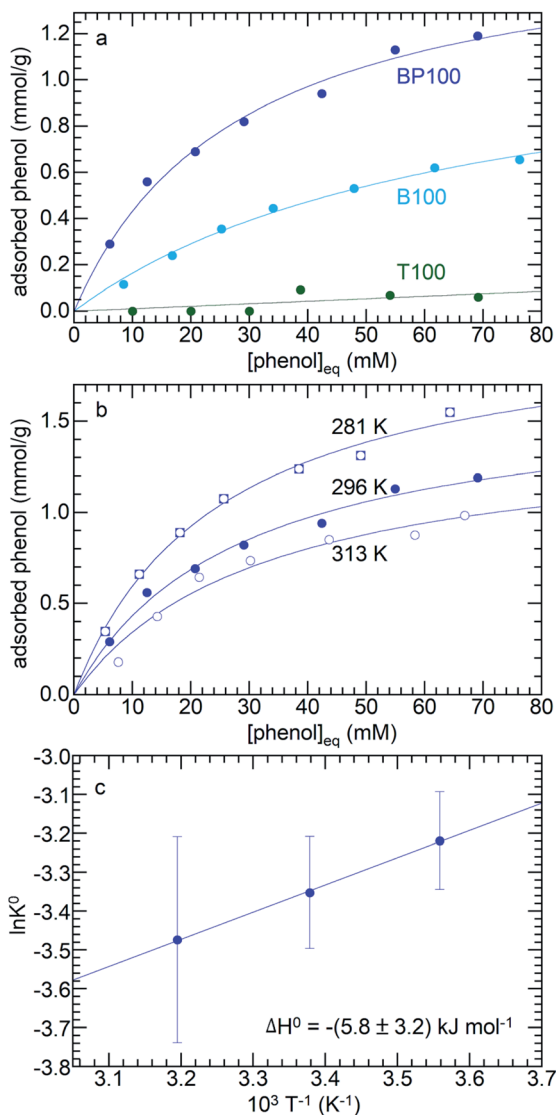 a
1.2
1.0
0.8
0.6
0.4
0.2
0.0
adsorbed phenol (mmol/g)
BP100
B100
T100
0 10 20 30 40 50 60 70 80
[phenol]eq (mM)
b
1.5
1.0
0.5
0.0
adsorbed phenol (mmol/g)
281 K
296 K
313 K
0 10 20 30 40 50 60 70 80
[phenol]eq (mM)
-3.0
c
-3.1
-3.2
-3.3
-3.4
-3.5
-3.6
-3.7
-3.8
lnK⁰
ΔH⁰ = -(5.8 ± 3.2) kJ mol⁻¹
3.1 3.2 3.3 3.4 3.5 3.6 3.7
10³ T⁻¹ (K⁻¹)